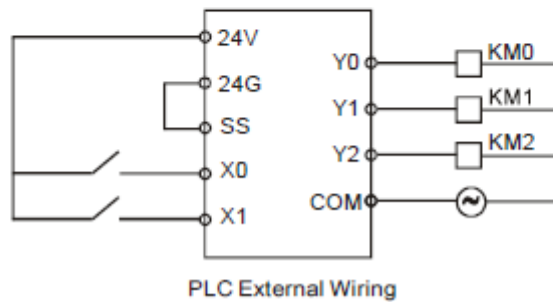 24V
24G
SS
X0
X1
Y0
Y1
Y2
COM
KM0
KM1
KM2
PLC External Wiring